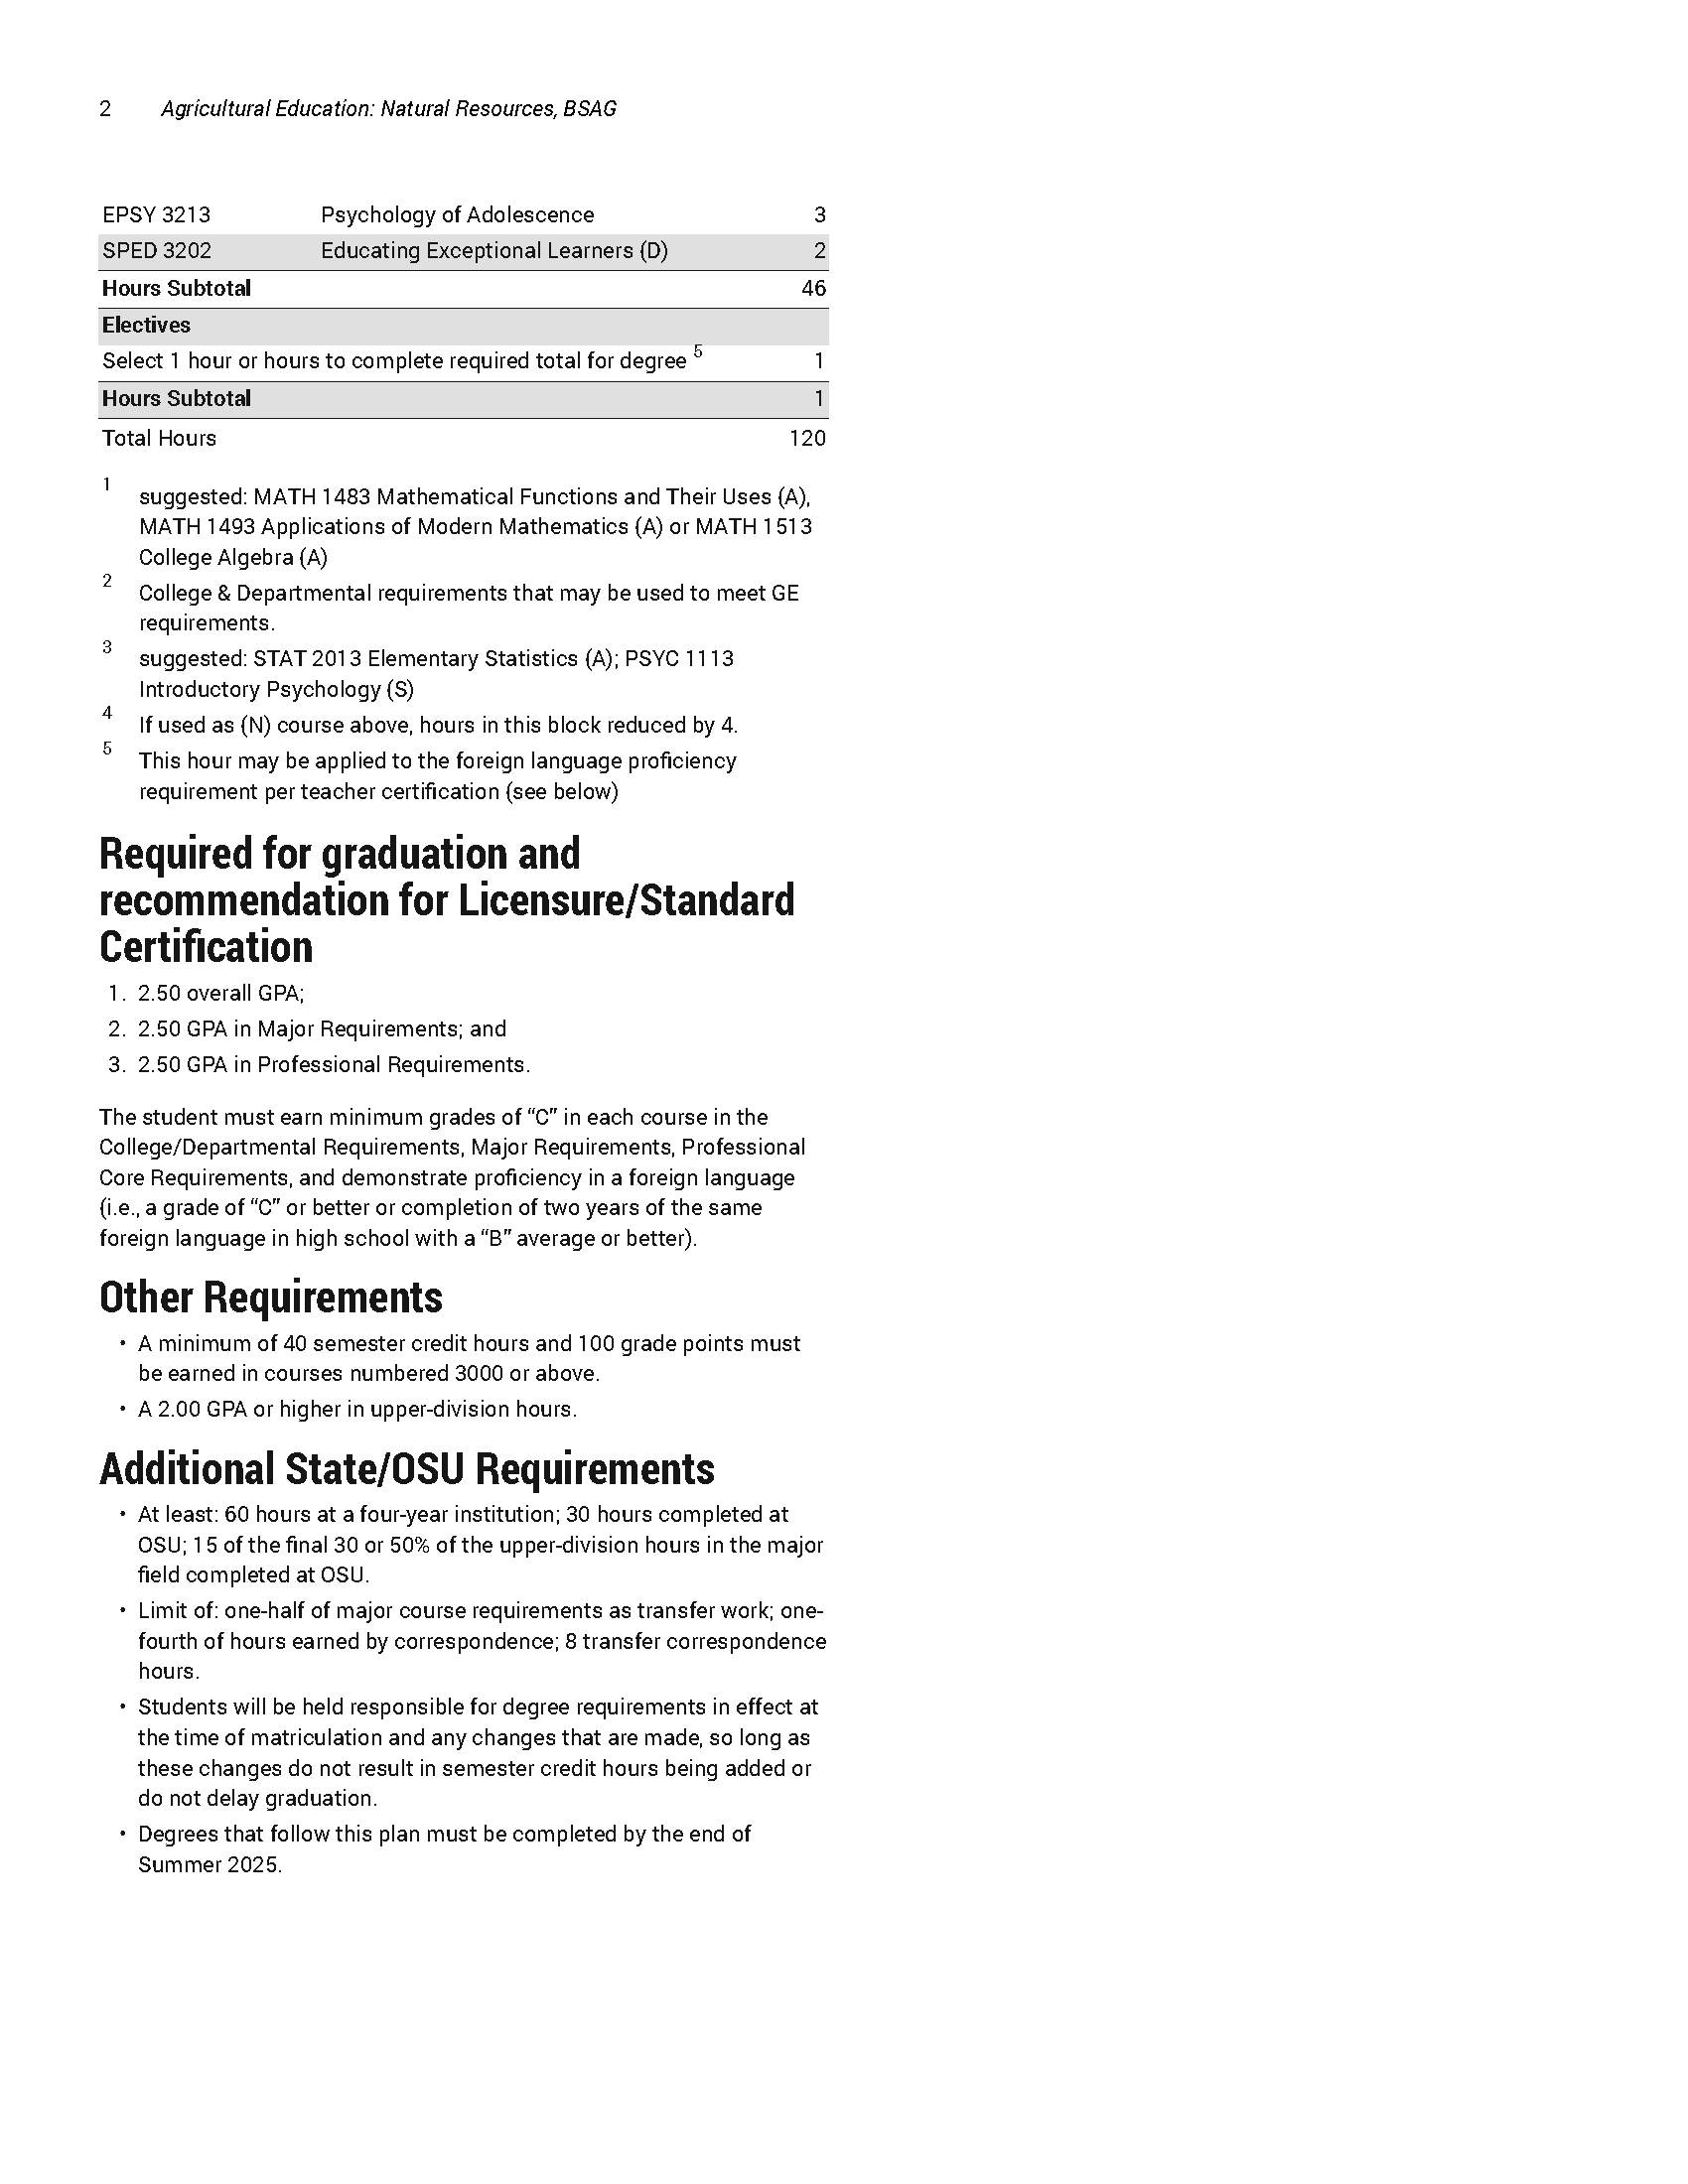 2 Agricultural Education: Natural Resources, BSAG
EPSY 3213 Psychology of Adolescence 3
SPED 3202 Educating Exceptional Learners (D) 2
Hours Subtotal 46
Electives
Select 1 hour or hours to complete required total for degree 5 1
Hours Subtotal 1
Total Hours 120
1 suggested: MATH 1483 Mathematical Functions and Their Uses (A),
MATH 1493 Applications of Modern Mathematics (A) or MATH 1513
College Algebra (A)
2 College & Departmental requirements that may be used to meet GE
requirements.
3 suggested: STAT 2013 Elementary Statistics (A); PSYC 1113
Introductory Psychology (S)
4 If used as (N) course above, hours in this block reduced by 4.
5 This hour may be applied to the foreign language proficiency
requirement per teacher certification (see below)
Required for graduation and
recommendation for Licensure/Standard
Certification
1. 2.50 overall GPA;
2. 2.50 GPA in Major Requirements; and
3. 2.50 GPA in Professional Requirements.
The student must earn minimum grades of “C” in each course in the
College/Departmental Requirements, Major Requirements, Professional
Core Requirements, and demonstrate proficiency in a foreign language
(i.e., a grade of “C” or better or completion of two years of the same
foreign language in high school with a “B” average or better).
Other Requirements
• A minimum of 40 semester credit hours and 100 grade points must
be earned in courses numbered 3000 or above.
• A 2.00 GPA or higher in upper-division hours.
Additional State/OSU Requirements
• At least: 60 hours at a four-year institution; 30 hours completed at
OSU; 15 of the final 30 or 50% of the upper-division hours in the major
field completed at OSU.
• Limit of: one-half of major course requirements as transfer work; one-
fourth of hours earned by correspondence; 8 transfer correspondence
hours.
• Students will be held responsible for degree requirements in effect at
the time of matriculation and any changes that are made, so long as
these changes do not result in semester credit hours being added or
do not delay graduation.
• Degrees that follow this plan must be completed by the end of
Summer 2025.